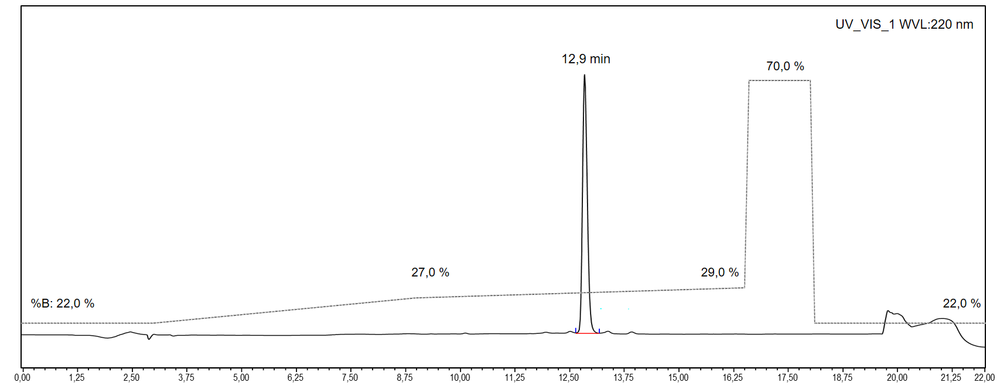 UV_VIS_1 WVL:220 nm
12,9 min
70,0 %
27,0 %
29,0 %
%B: 22,0 %
22,0 %
0,00 1,25 2,50 3,75 5,00 6,25 7,50 8,75 10,00 11,25 12,50 13,75 15,00 16,25 17,50 18,75 20,00 21,25 22,00